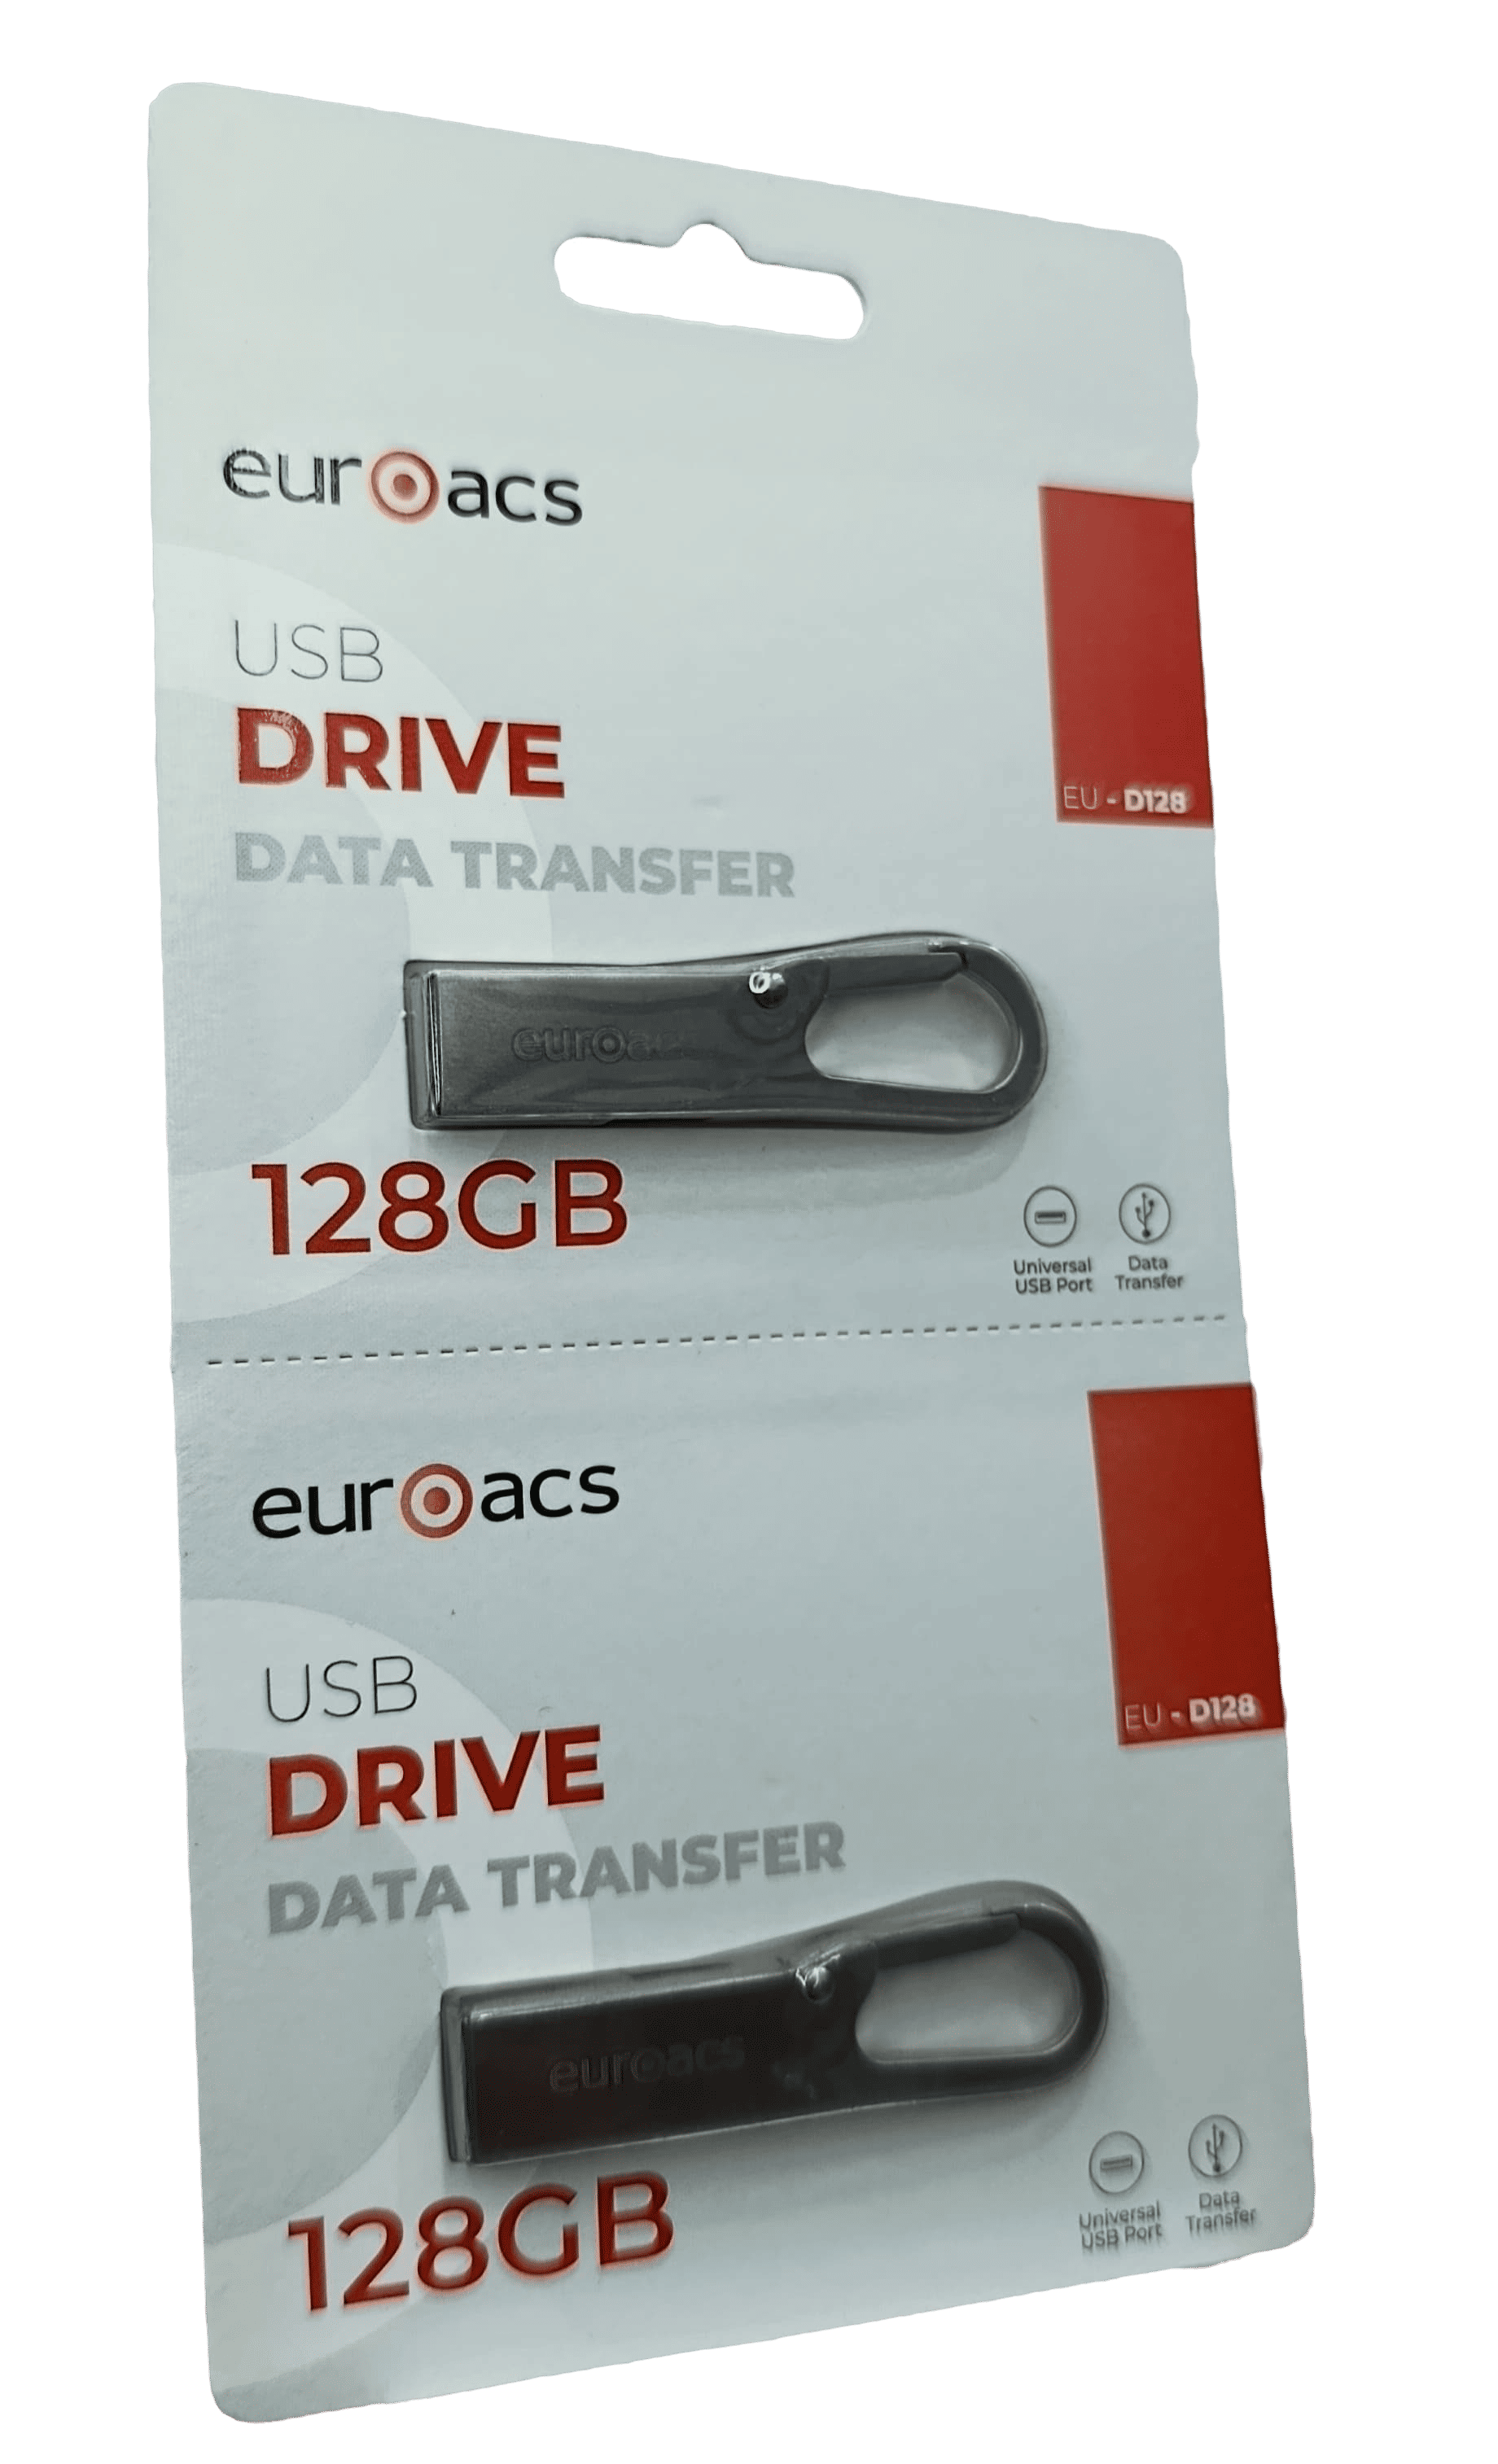 euroacs
USB
DRIVE
DATA TRANSFER
EU - D128
euroac
128GB
Universal
USB Port
Data
Transfer
euroacs
USB
DRIVE
DATA TRANSFER
EU - D128
euroacs
128GB
Universal
USB Port
Data
Transfer